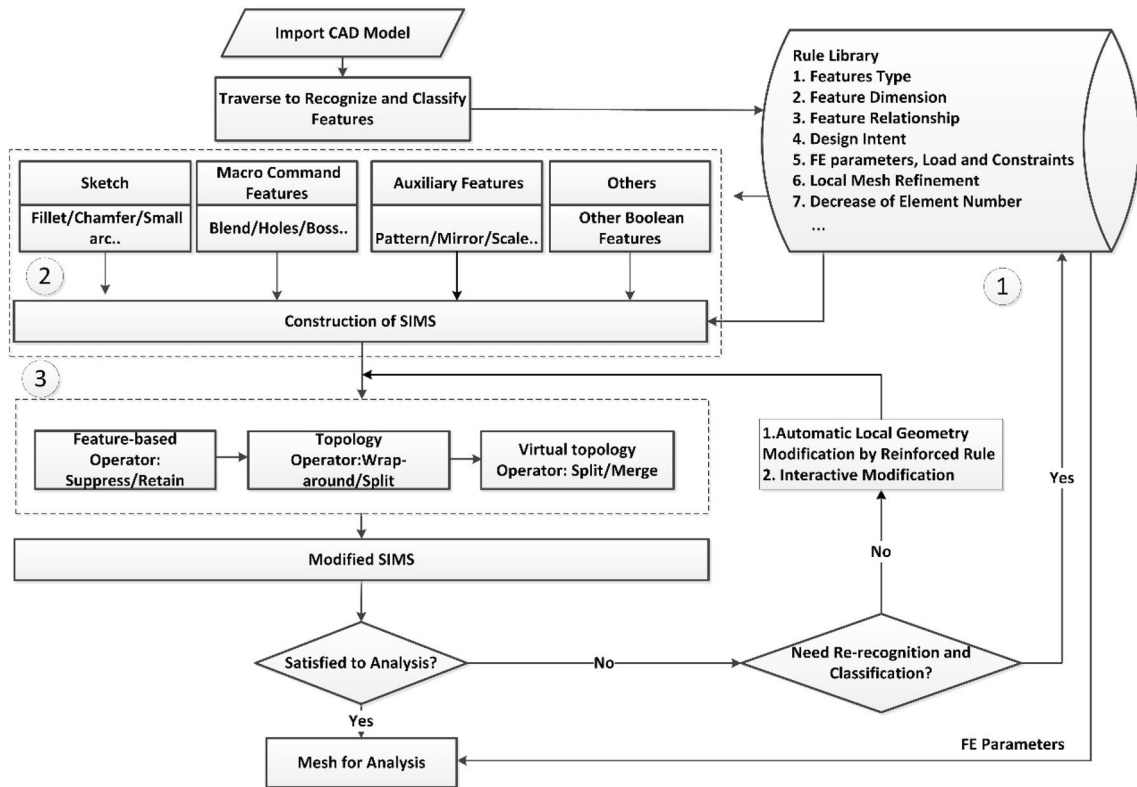 Import CAD Model
Traverse to Recognize and Classify
Features
Rule Library
1. Features Type
2. Feature Dimension
3. Feature Relationship
4. Design Intent
5. FE parameters, Load and Constraints
6. Local Mesh Refinement
7. Decrease of Element Number
...
1
Sketch
Fillet/Chamfer/Small
arc..
Macro Command
Features
Blend/Holes/Boss..
Auxiliary Features
Pattern/Mirror/Scale..
Others
Other Boolean
Features
2
Construction of SIMS
3
Feature-based
Operator:
Suppress/Retain
Topology
Operator:Wrap-
around/Split
Virtual topology
Operator: Split/Merge
1.Automatic Local Geometry
Modification by Reinforced Rule
2. Interactive Modification
Yes
No
Modified SIMS
Satisfied to Analysis?
No
Need Re-recognition and
Classification?
Yes
Mesh for Analysis
FE Parameters